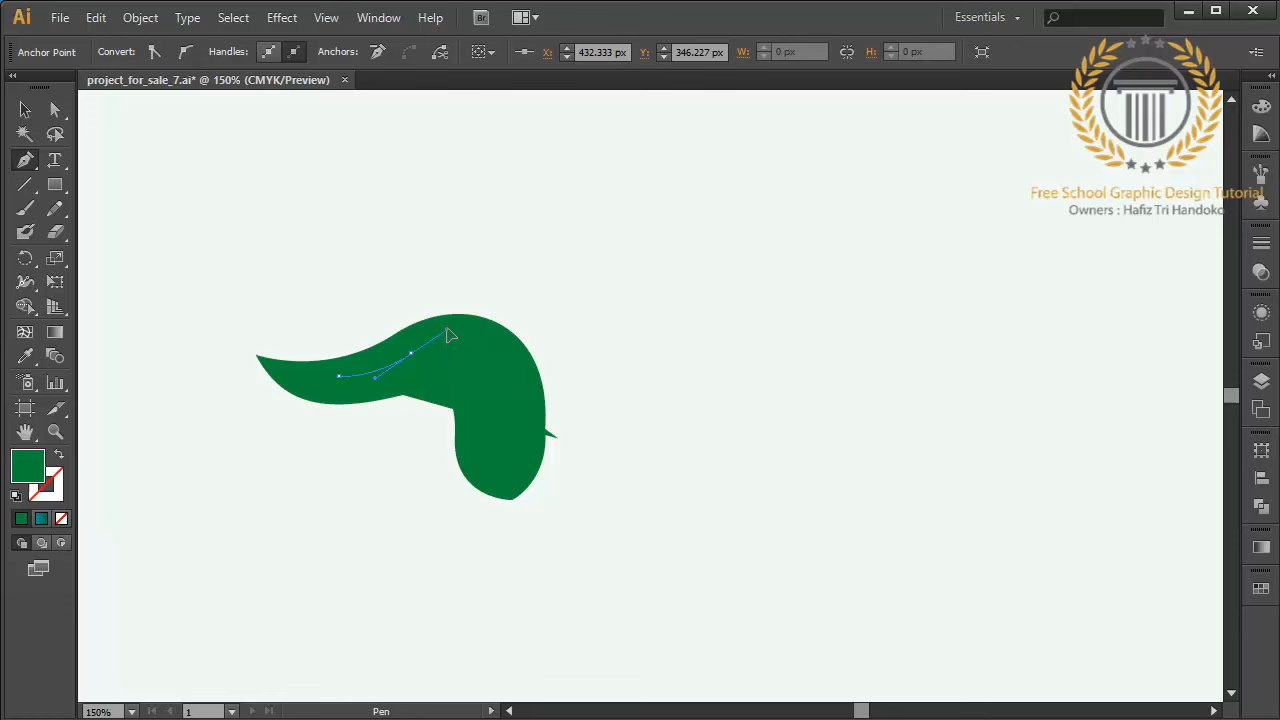 Ai File Edit Object Type Select Effect View Window Help Br Essentials
Anchor Point Convert: Handles: Anchors: X: 432.333 px Y: 346.227 px W: 0 px H: 0 px
project_for_sale_7.ai* @ 150% (CMYK/Preview)
Free School Graphic Design Tutorial
Owners : Hafiz Tri Handoko
150% 1 Pen